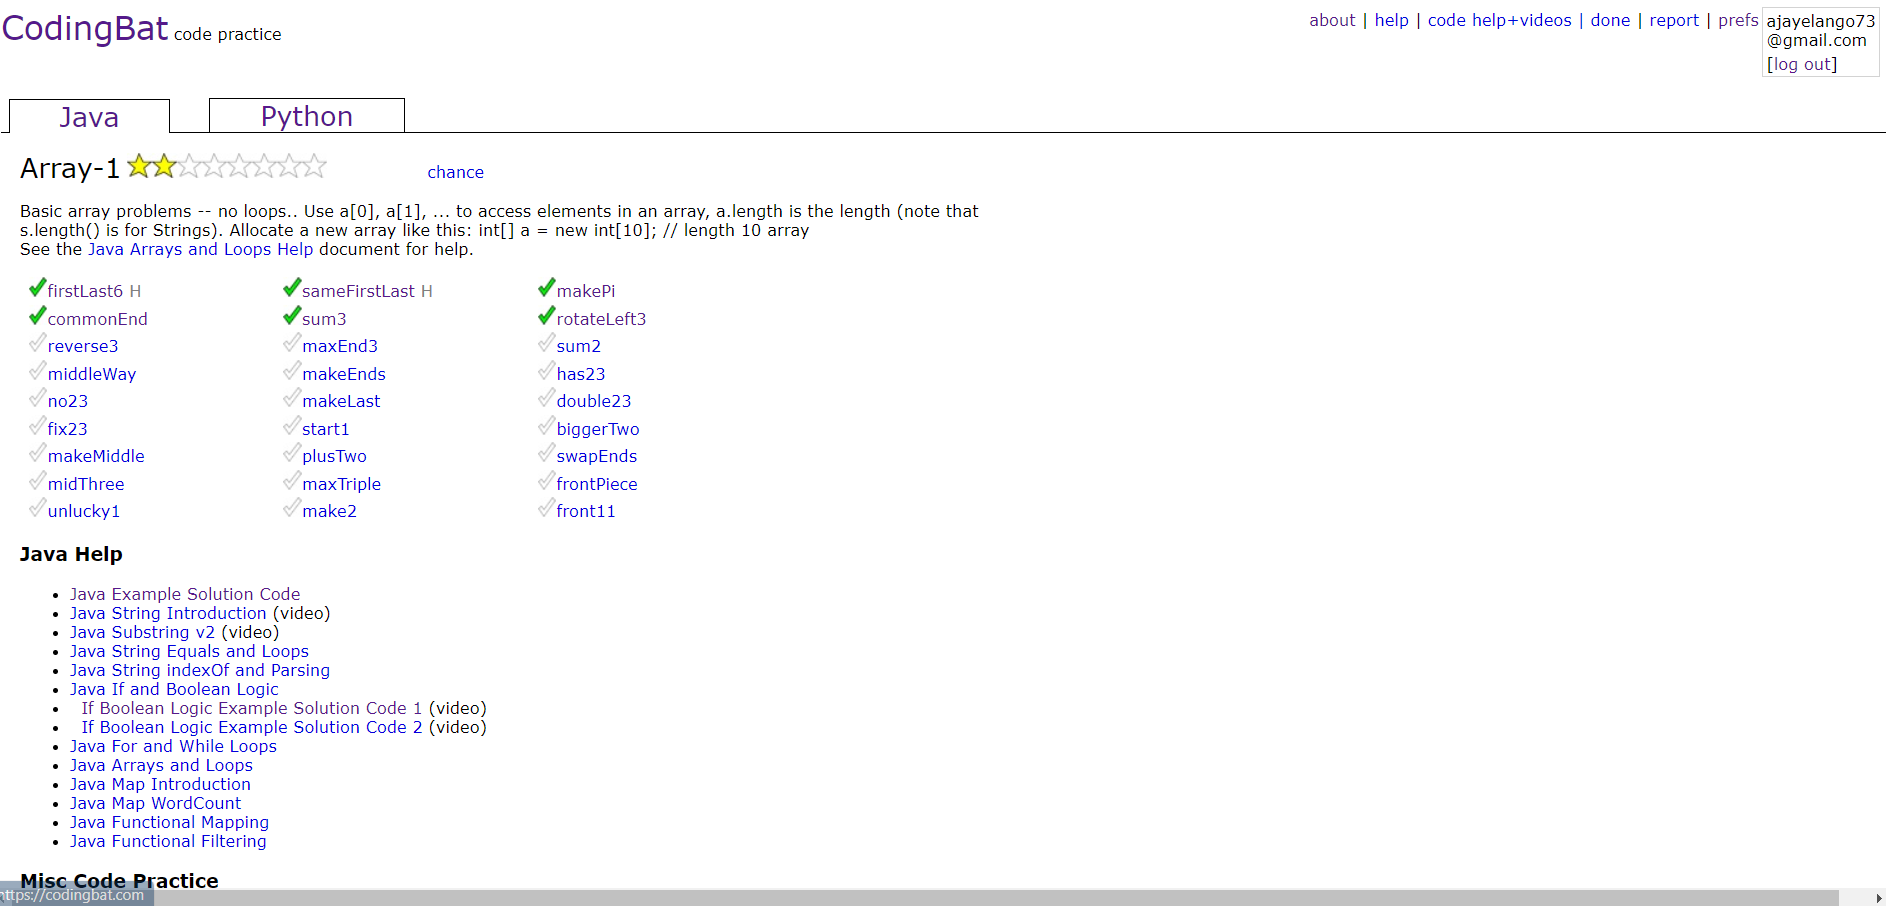 CodingBat code practice
about | help | code help+videos | done | report | prefs
ajayelango73
@gmail.com
[log out]
Java
Python
Array-1
chance
Basic array problems -- no loops.. Use a[0], a[1], ... to access elements in an array, a.length is the length (note that
s.length() is for Strings). Allocate a new array like this: int[] a = new int[10]; // length 10 array
See the Java Arrays and Loops Help document for help.
firstLast6 H sameFirstLast H makePi
commonEnd sum3 rotateLeft3
reverse3 maxEnd3 sum2
middleWay makeEnds has23
no23 makeLast double23
fix23 start1 biggerTwo
makeMiddle plusTwo swapEnds
midThree maxTriple frontPiece
unlucky1 make2 front11
Java Help
• Java Example Solution Code
• Java String Introduction (video)
• Java Substring v2 (video)
• Java String Equals and Loops
• Java String indexOf and Parsing
• Java If and Boolean Logic
• If Boolean Logic Example Solution Code 1 (video)
• If Boolean Logic Example Solution Code 2 (video)
• Java For and While Loops
• Java Arrays and Loops
• Java Map Introduction
• Java Map WordCount
• Java Functional Mapping
• Java Functional Filtering
Misc Code Practice
https://codingbat.com